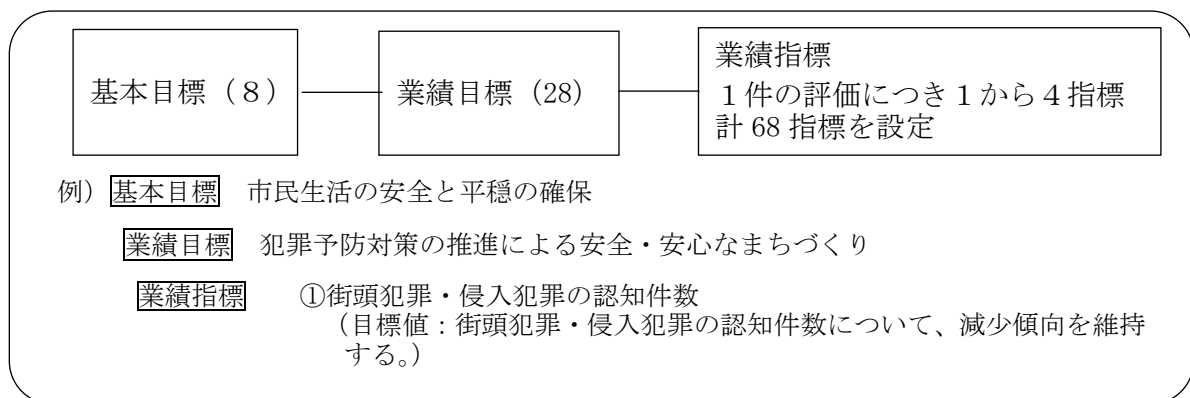 基本目標(8)
業績目標(28)
業績指標
1件の評価につき1から4指標
計68指標を設定
例)基本目標 市民生活の安全と平穏の確保
業績目標 犯罪予防対策の推進による安全・安心なまちづくり
業績指標 ①街頭犯罪・侵入犯罪の認知件数
(目標値:街頭犯罪・侵入犯罪の認知件数について、減少傾向を維持
する。)